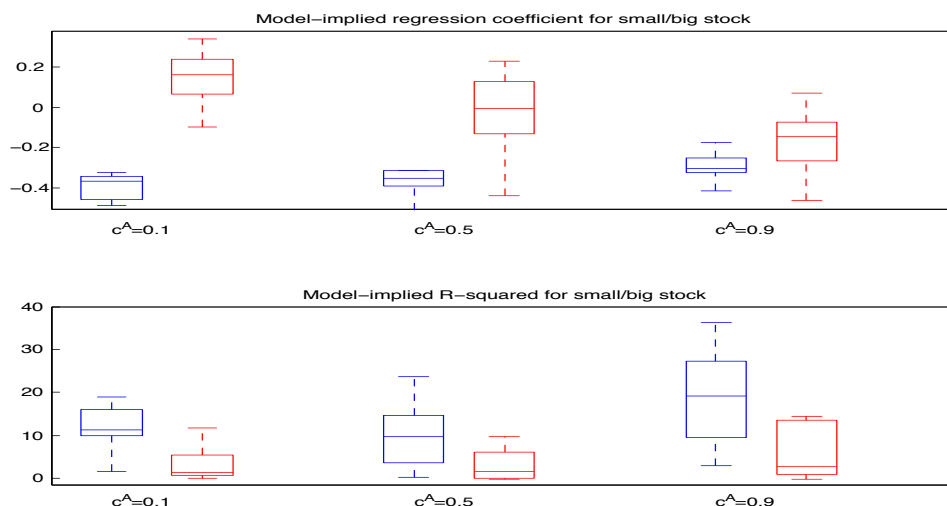 Model−implied regression coefficient for small/big stock
0.2
0
−0.2
−0.4
c^A=0.1 c^A=0.5 c^A=0.9
Model−implied R−squared for small/big stock
40
30
20
10
0
c^A=0.1 c^A=0.5 c^A=0.9